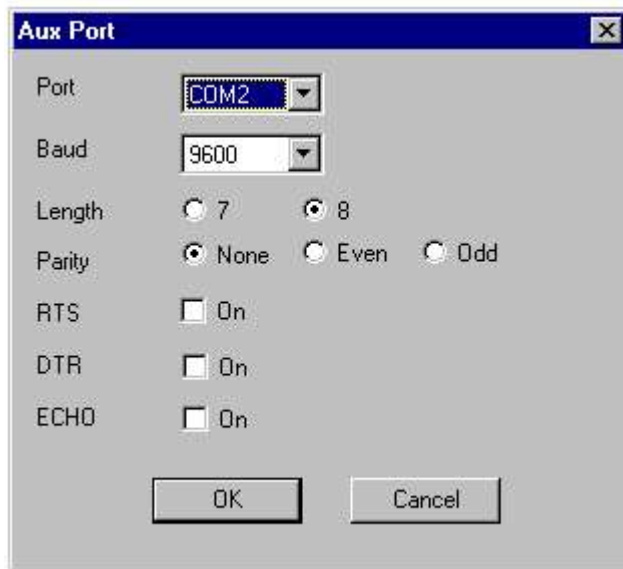 Aux Port
Port COM2
Baud 9600
Length 7 8
Parity None Even Odd
RTS On
DTR On
ECHO On
OK Cancel